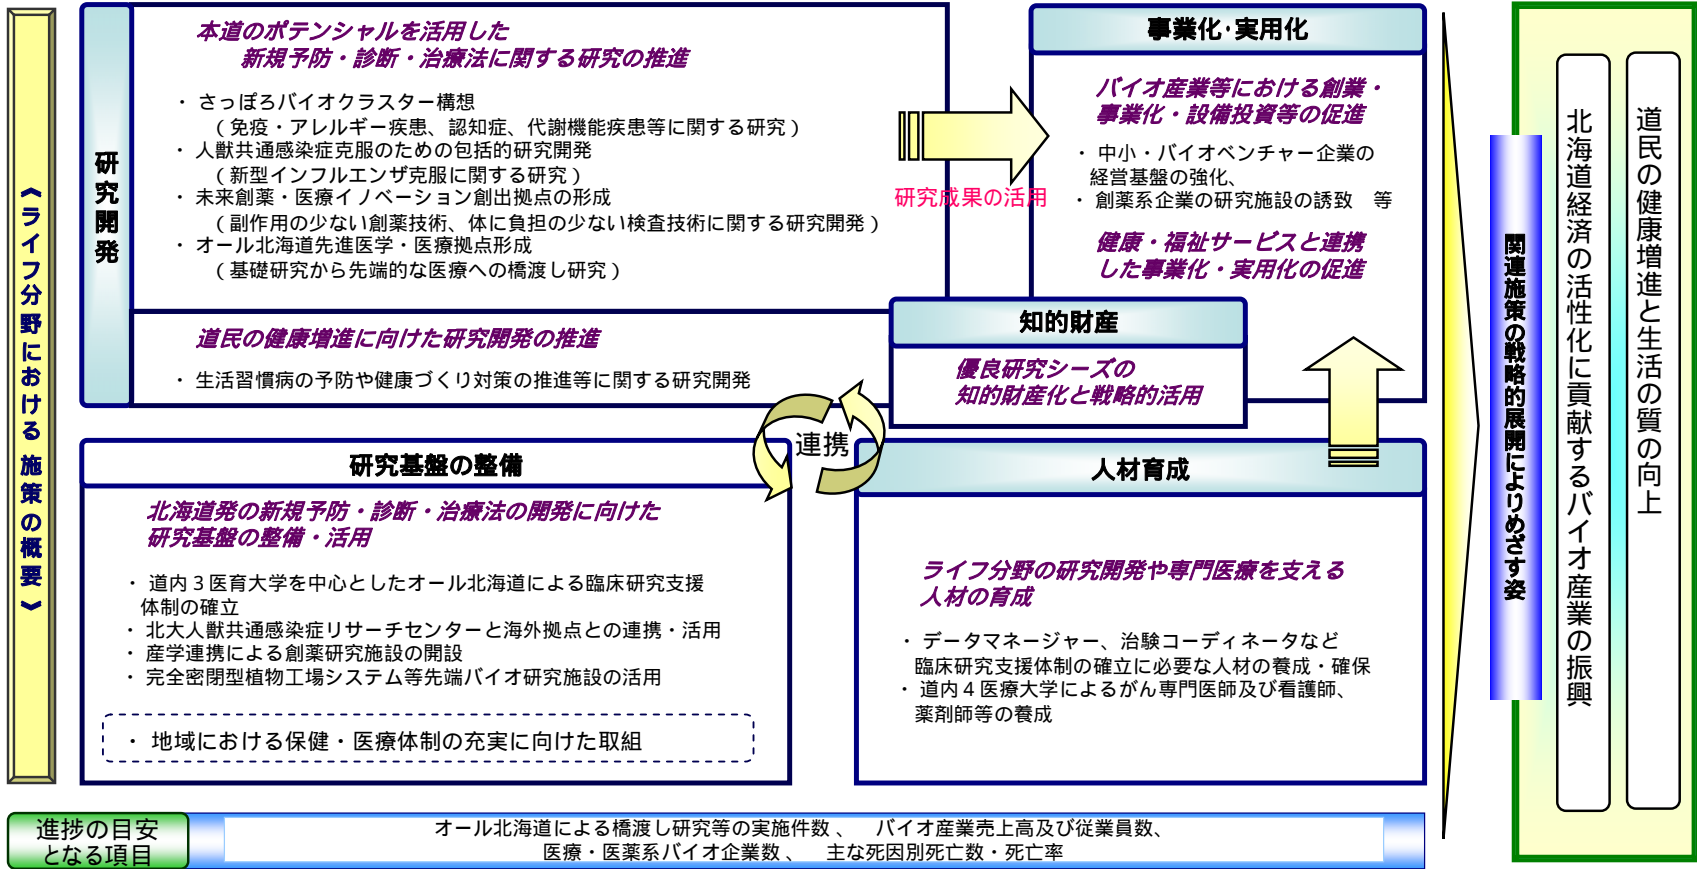 《ライフ分野における 施策の概要》
研究開発
本道のポテンシャルを活用した
新規予防・診断・治療法に関する研究の推進
・ さっぽろバイオクラスター構想
（免疫・アレルギー疾患、認知症、代謝機能疾患等に関する研究）
・ 人獣共通感染症克服のための包括的研究開発
（新型インフルエンザ克服に関する研究）
・ 未来創薬・医療イノベーション創出拠点の形成
（副作用の少ない創薬技術、体に負担の少ない検査技術に関する研究開発）
・ オール北海道先進医学・医療拠点形成
（基礎研究から先端的な医療への橋渡し研究）
道民の健康増進に向けた研究開発の推進
・ 生活習慣病の予防や健康づくり対策の推進等に関する研究開発
研究成果の活用
事業化・実用化
バイオ産業等における創業・
事業化・設備投資等の促進
・ 中小・バイオベンチャー企業の
経営基盤の強化、
・ 創薬系企業の研究施設の誘致　等
健康・福祉サービスと連携
した事業化・実用化の促進
知的財産
優良研究シーズの
知的財産化と戦略的活用
連携
研究基盤の整備
北海道発の新規予防・診断・治療法の開発に向けた
研究基盤の整備・活用
・ 道内３医育大学を中心としたオール北海道による臨床研究支援
体制の確立
・ 北大人獣共通感染症リサーチセンターと海外拠点との連携・活用
・ 産学連携による創薬研究施設の開設
・ 完全密閉型植物工場システム等先端バイオ研究施設の活用
・ 地域における保健・医療体制の充実に向けた取組
人材育成
ライフ分野の研究開発や専門医療を支える
人材の育成
・ データマネージャー、治験コーディネータなど
臨床研究支援体制の確立に必要な人材の養成・確保
・ 道内４医療大学によるがん専門医師及び看護師、
薬剤師等の養成
関連施策の戦略的展開によりめざす姿
道民の健康増進と生活の質の向上
北海道経済の活性化に貢献するバイオ産業の振興
進捗の目安
となる項目
オール北海道による橋渡し研究等の実施件数 、　バイオ産業売上高及び従業員数、
医療・医薬系バイオ企業数 、　主な死因別死亡数・死亡率